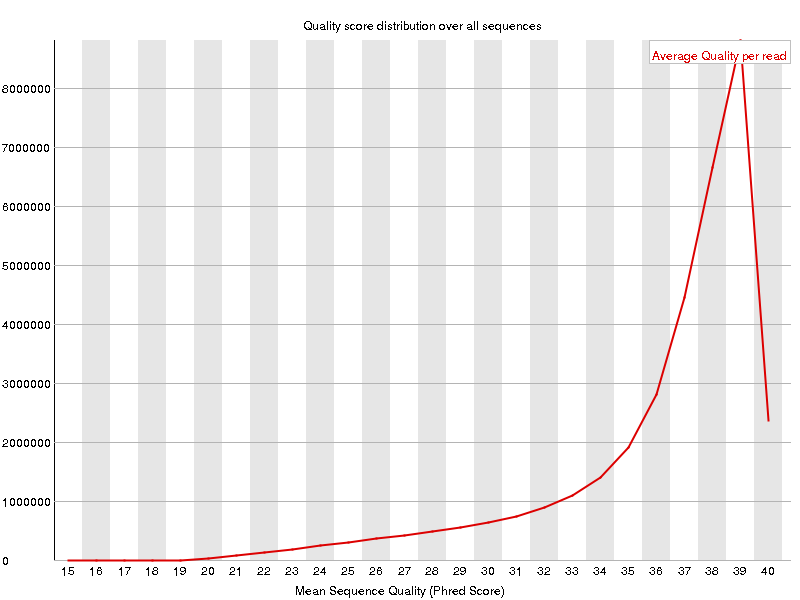 Quality score distribution over all sequences
Average Quality per read
8000000
7000000
6000000
5000000
4000000
3000000
2000000
1000000
0
15 16 17 18 19 20 21 22 23 24 25 26 27 28 29 30 31 32 33 34 35 36 37 38 39 40
Mean Sequence Quality (Phred Score)